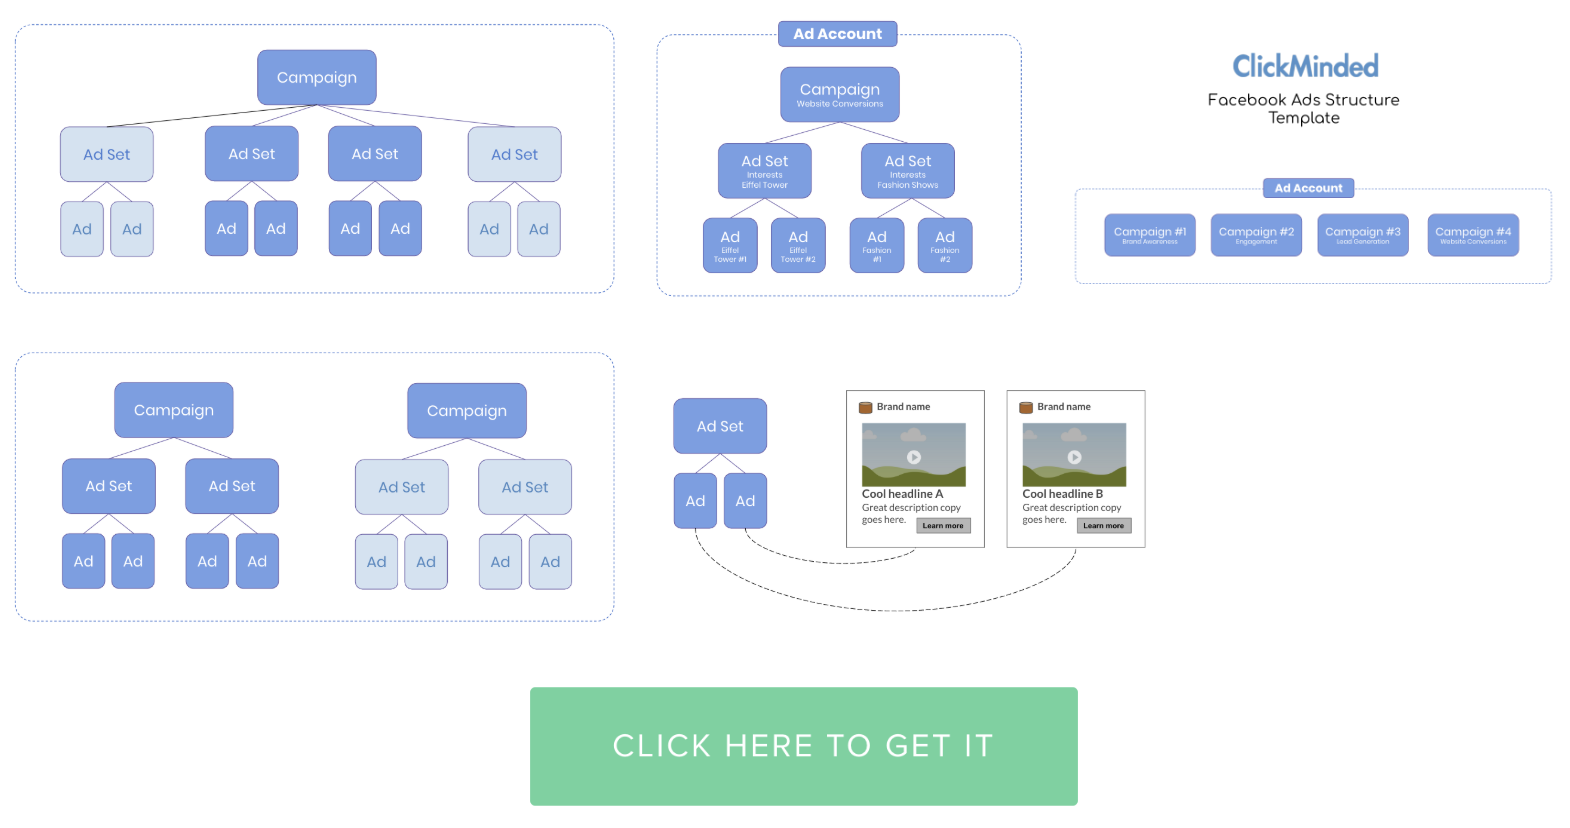 Campaign
Ad Set
Ad Set
Ad Set
Ad Set
Ad
Ad
Ad
Ad
Ad
Ad
Ad
Ad
Ad Account
Campaign
Website Conversions
Ad Set
Interests
Eiffel Tower
Ad Set
Interests
Fashion Shows
Ad
Eiffel
Tower #1
Ad
Eiffel
Tower #2
Ad
Fashion
#1
Ad
Fashion
#2
ClickMinded
Facebook Ads Structure
Template
Ad Account
Campaign #1
Brand Awareness
Campaign #2
Engagement
Campaign #3
Lead Generation
Campaign #4
Website Conversions
Campaign
Ad Set
Ad Set
Ad
Ad
Ad
Ad
Campaign
Ad Set
Ad Set
Ad
Ad
Ad
Ad
Ad Set
Ad
Ad
Brand name
Cool headline A
Great description copy
goes here.
Learn more
Brand name
Cool headline B
Great description copy
goes here.
Learn more
CLICK HERE TO GET IT